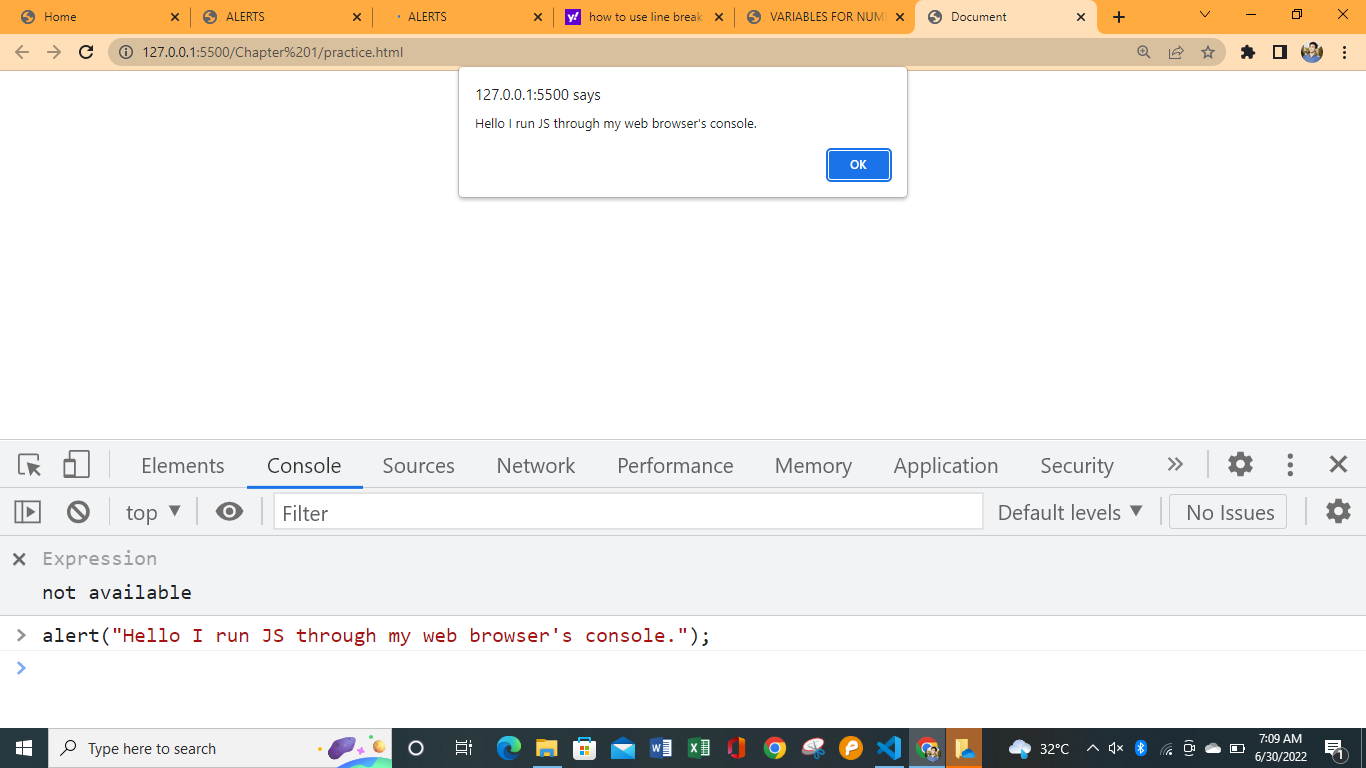 Home
ALERTS
ALERTS
how to use line break
VARIABLES FOR NUM
Document
127.0.0.1:5500/Chapter%201/practice.html
127.0.0.1:5500 says
Hello I run JS through my web browser's console.
OK
Elements Console Sources Network Performance Memory Application Security
top Filter Default levels No Issues
Expression
not available
alert("Hello I run JS through my web browser's console.");
Type here to search
32°C
7:09 AM
6/30/2022
1